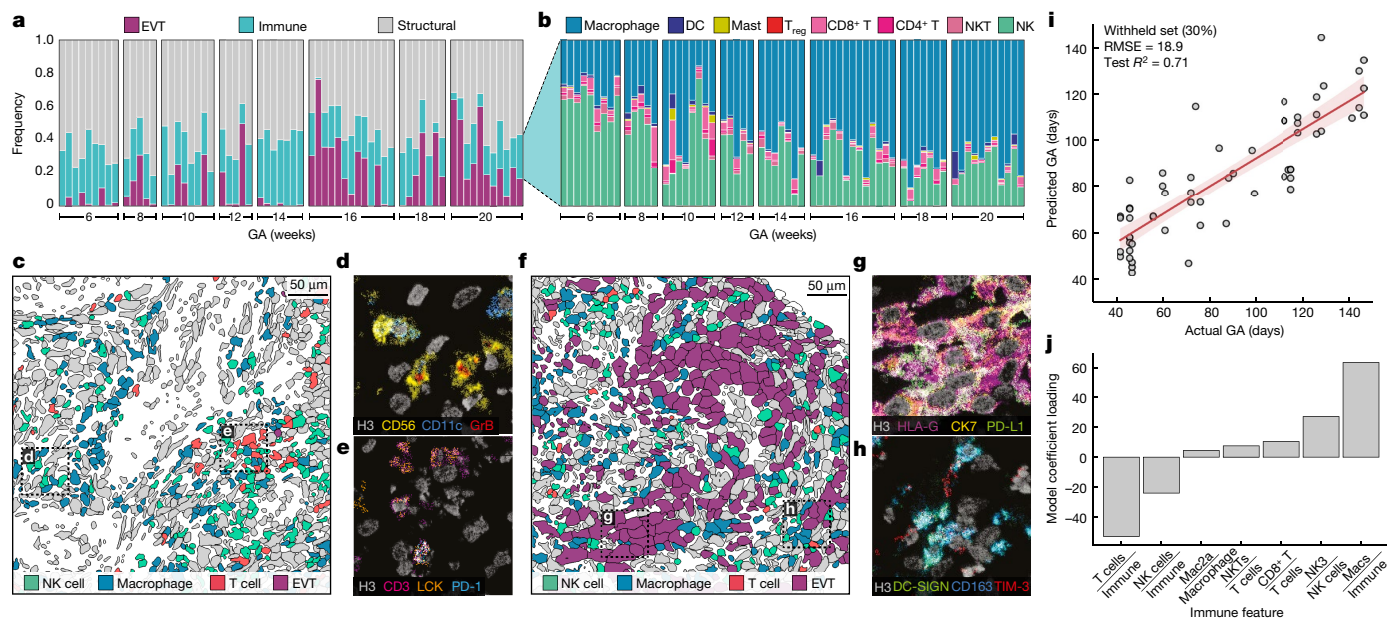 a
EVT Immune Structural
1.0
0.8
0.6
0.4
0.2
0
Frequency
6 8 10 12 14 16 18 20
GA (weeks)
b
Macrophage DC Mast Treg CD8+ T CD4+ T NKT NK
6 8 10 12 14 16 18 20
GA (weeks)
c
50 μm
d
e
NK cell Macrophage T cell EVT
d
H3 CD56 CD11c GrB
e
H3 CD3 LCK PD-1
f
50 μm
g
h
NK cell Macrophage T cell EVT
g
H3 HLA-G CK7 PD-L1
h
H3 DC-SIGN CD163 TIM-3
i
Withheld set (30%)
RMSE = 18.9
Test R² = 0.71
140
120
100
80
60
40
Predicted GA (days)
40 60 80 100 120 140
Actual GA (days)
j
60
40
20
0
−20
−40
Model coefficient loading
T cells
Immune
NK cells
Immune
Mac2a
Macrophage
NKTs
T cells
CD8+ T
T cells
NK3
NK cells
Macs
Immune
Immune feature